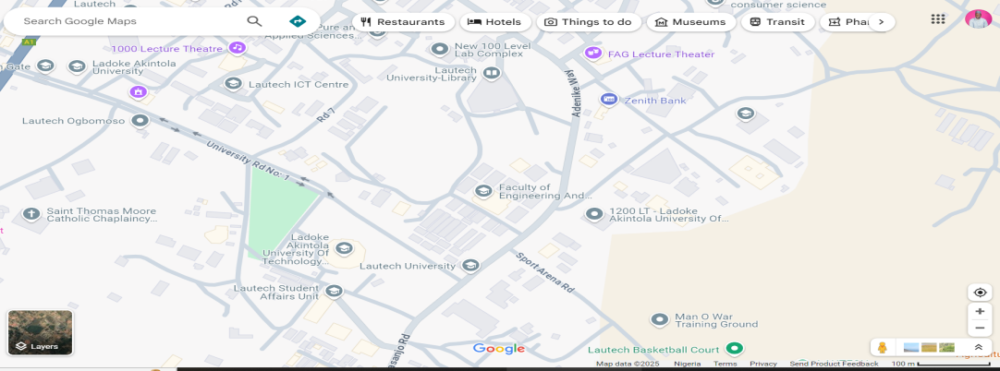 Search Google Maps
Restaurants
Hotels
Things to do
Museums
Transit
consumer science
Lautech
Pure an
Applied Sciences...
A1
1000 Lecture Theatre
New 100 Level
Lab Complex
FAG Lecture Theater
Gate
Ladoke Akintola
University
Lautech
University-Library
Lautech ICT Centre
Adenike Way
Zenith Bank
Lautech Ogbomoso
Rd 7
University Rd No: 1
Saint Thomas Moore
Catholic Chaplaincy...
Faculty of
Engineering And...
1200 LT - Ladoke
Akintola University Of...
Ladoke
Akintola
University Of
Technology...
Lautech University
Sport Arena Rd
Lautech Student
Affairs Unit
Man O War
Training Ground
Layers
asanjo Rd
Google
Lautech Basketball Court
Map data ©2025
Nigeria
Terms
Privacy
Send Product Feedback
100 m